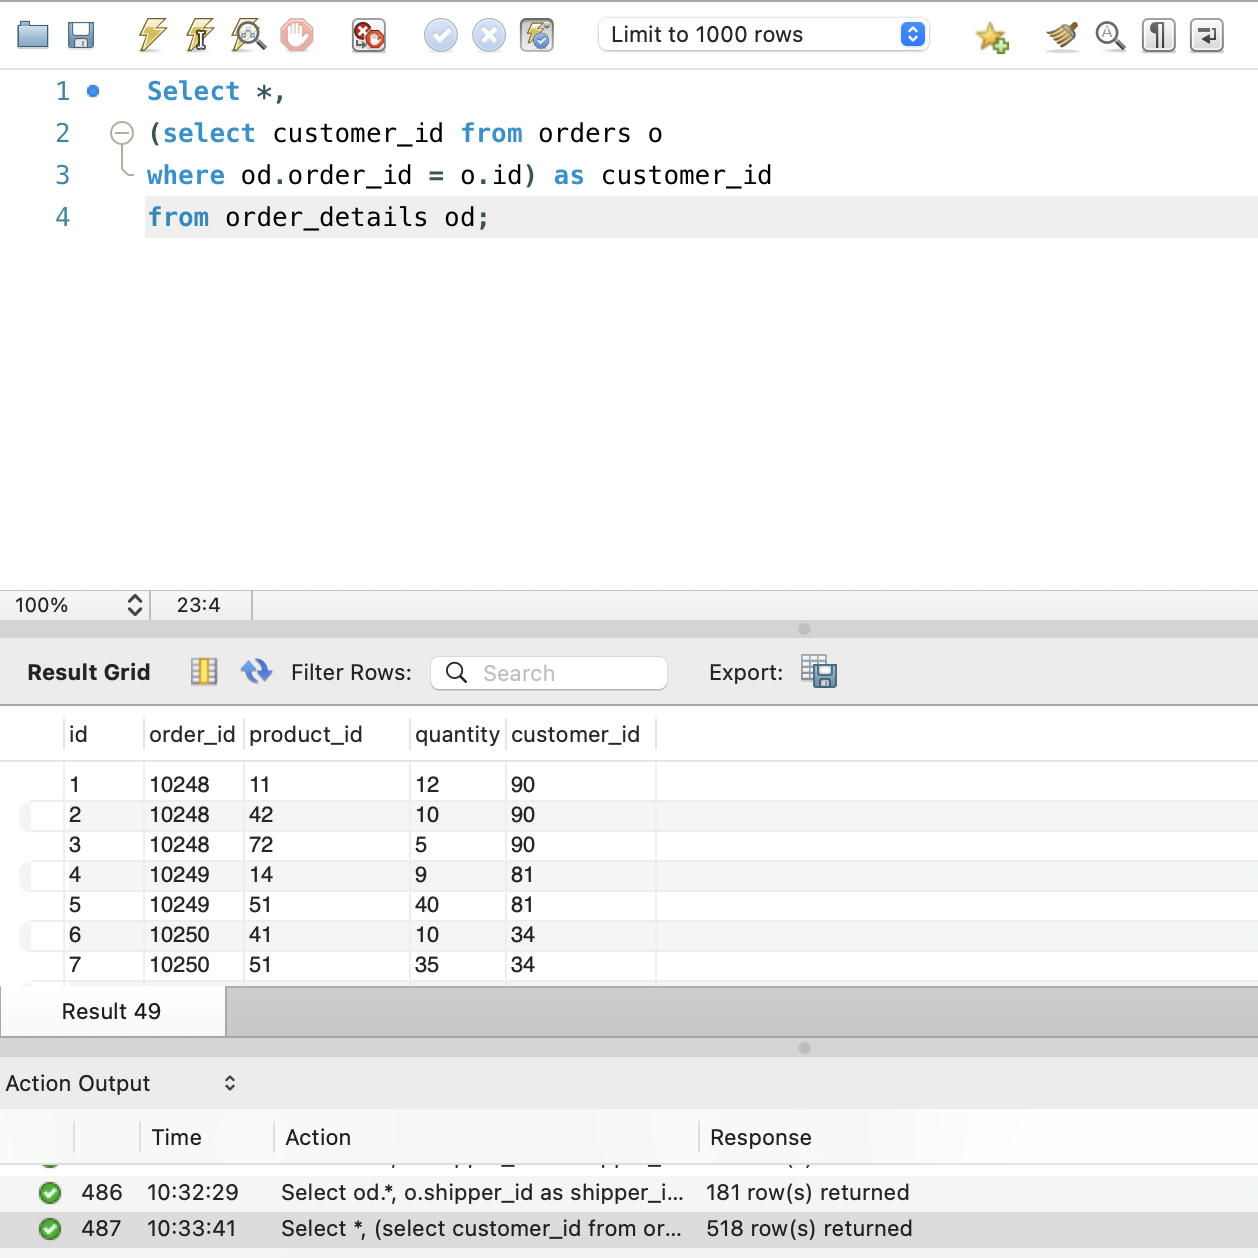 Limit to 1000 rows
1 Select *,
2 (select customer_id from orders o
3 where od.order_id = o.id) as customer_id
4 from order_details od;
100% 23:4
Result Grid Filter Rows: Search Export:
id order_id product_id quantity customer_id
1 10248 11 12 90
2 10248 42 10 90
3 10248 72 5 90
4 10249 14 9 81
5 10249 51 40 81
6 10250 41 10 34
7 10250 51 35 34
Result 49
Action Output
Time Action Response
486 10:32:29 Select od.*, o.shipper_id as shipper_i... 181 row(s) returned
487 10:33:41 Select *, (select customer_id from or... 518 row(s) returned